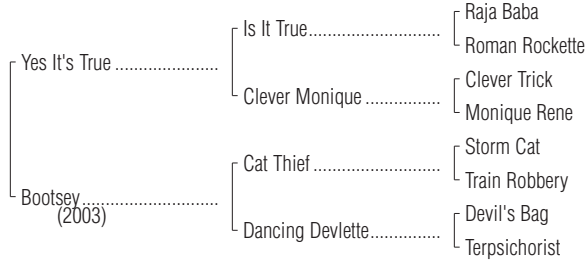 Raja Baba
Is It True
Roman Rockette
Yes It's True
Clever Trick
Clever Monique
Monique Rene
Storm Cat
Cat Thief
Train Robbery
Bootsey
(2003)
Devil's Bag
Dancing Devlette
Terpsichorist